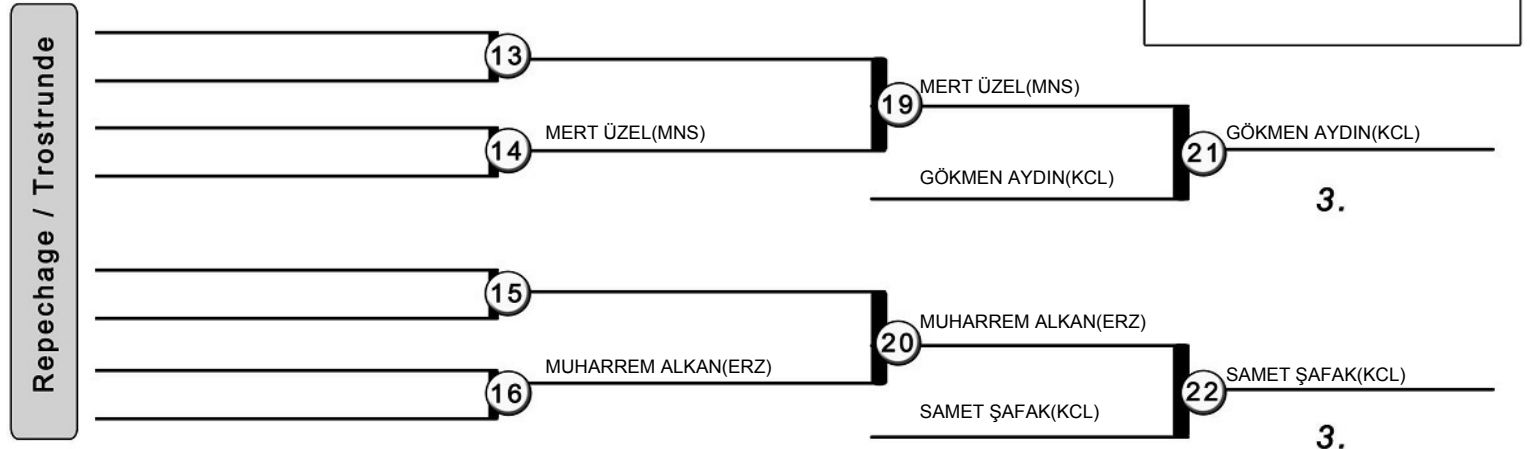 Repechage / Trostrunde
13
14
MERT ÜZEL(MNS)
19
MERT ÜZEL(MNS)
GÖKMEN AYDIN(KCL)
21
GÖKMEN AYDIN(KCL)
3.
15
16
MUHARREM ALKAN(ERZ)
20
MUHARREM ALKAN(ERZ)
SAMET ŞAFAK(KCL)
22
SAMET ŞAFAK(KCL)
3.